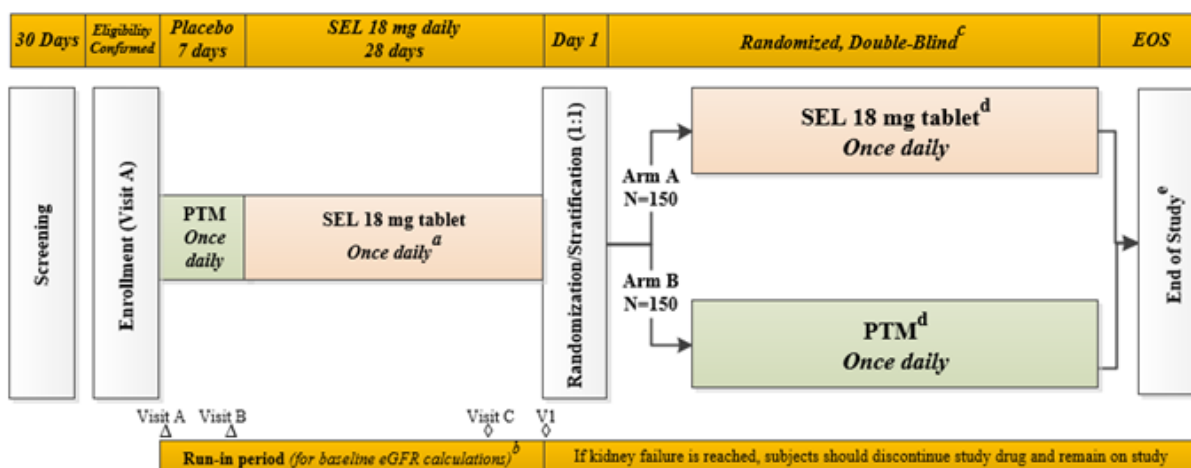 30 Days
Eligibility
Confirmed
Placebo
7 days
SEL 18 mg daily
28 days
Day 1
Randomized, Double-Blind c
EOS
Screening
Enrollment (Visit A)
PTM
Once
daily
SEL 18 mg tablet
Once daily a
Randomization/Stratification (1:1)
Arm A
N=150
SEL 18 mg tablet d
Once daily
Arm B
N=150
PTM d
Once daily
End of Study e
Visit A
Visit B
Visit C
V1
Run-in period (for baseline eGFR calculations) b
If kidney failure is reached, subjects should discontinue study drug and remain on study